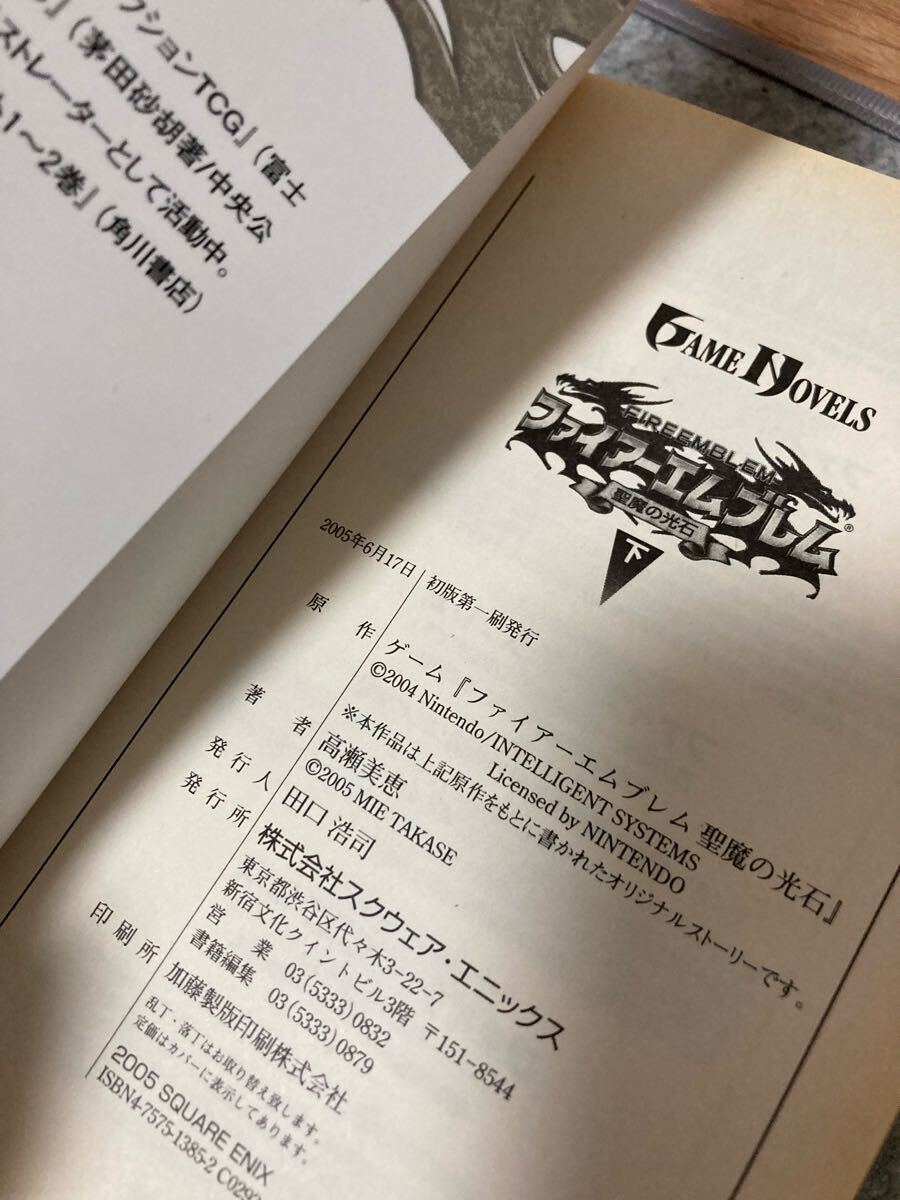 クションTCG』(富士
』(茅田砂胡著/中央公
ストレーターとして活動中。
1〜2巻」(角川書店)
GAME NOVELS
FIRE EMBLEM
ファイアーエムブレム®
聖魔の光石
下
2005年6月17日 初版第一刷発行
原作 ゲーム『ファイアーエムブレム 聖魔の光石』
©2004 Nintendo/INTELLIGENT SYSTEMS
Licensed by NINTENDO
※本作品は上記原作をもとに書かれたオリジナルストーリーです。
著者 高瀬美恵
©2005 MIE TAKASE
発行人 田口浩司
発行所 株式会社スクウェア・エニックス
東京都渋谷区代々木3-22-7
新宿文化クイントビル3階 〒151-8544
営業 03(5333)0832
書籍編集 03(5333)0879
印刷所 加藤製版印刷株式会社
乱丁・落丁はお取り替え致します。
定価はカバーに表示してあります。
2005 SQUARE ENIX
ISBN4-7575-1385-2 C029